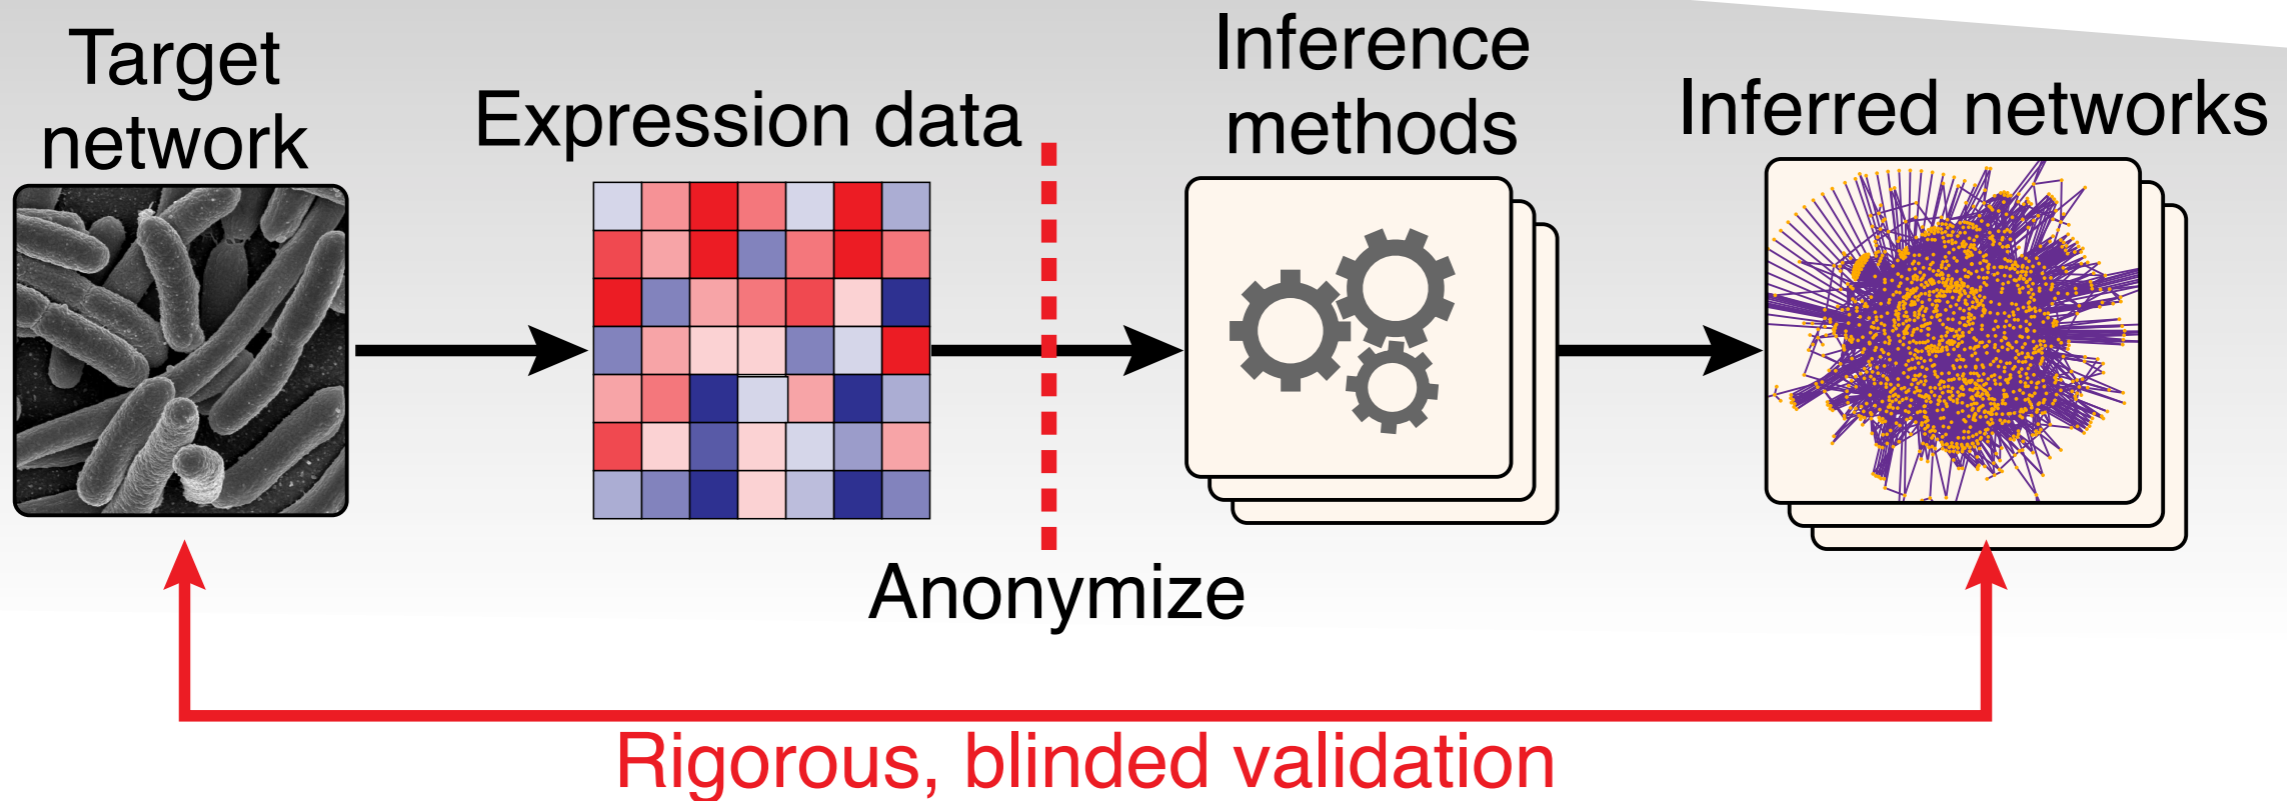 Target
network
Expression data
Inference
methods
Inferred networks
Anonymize
Rigorous, blinded validation